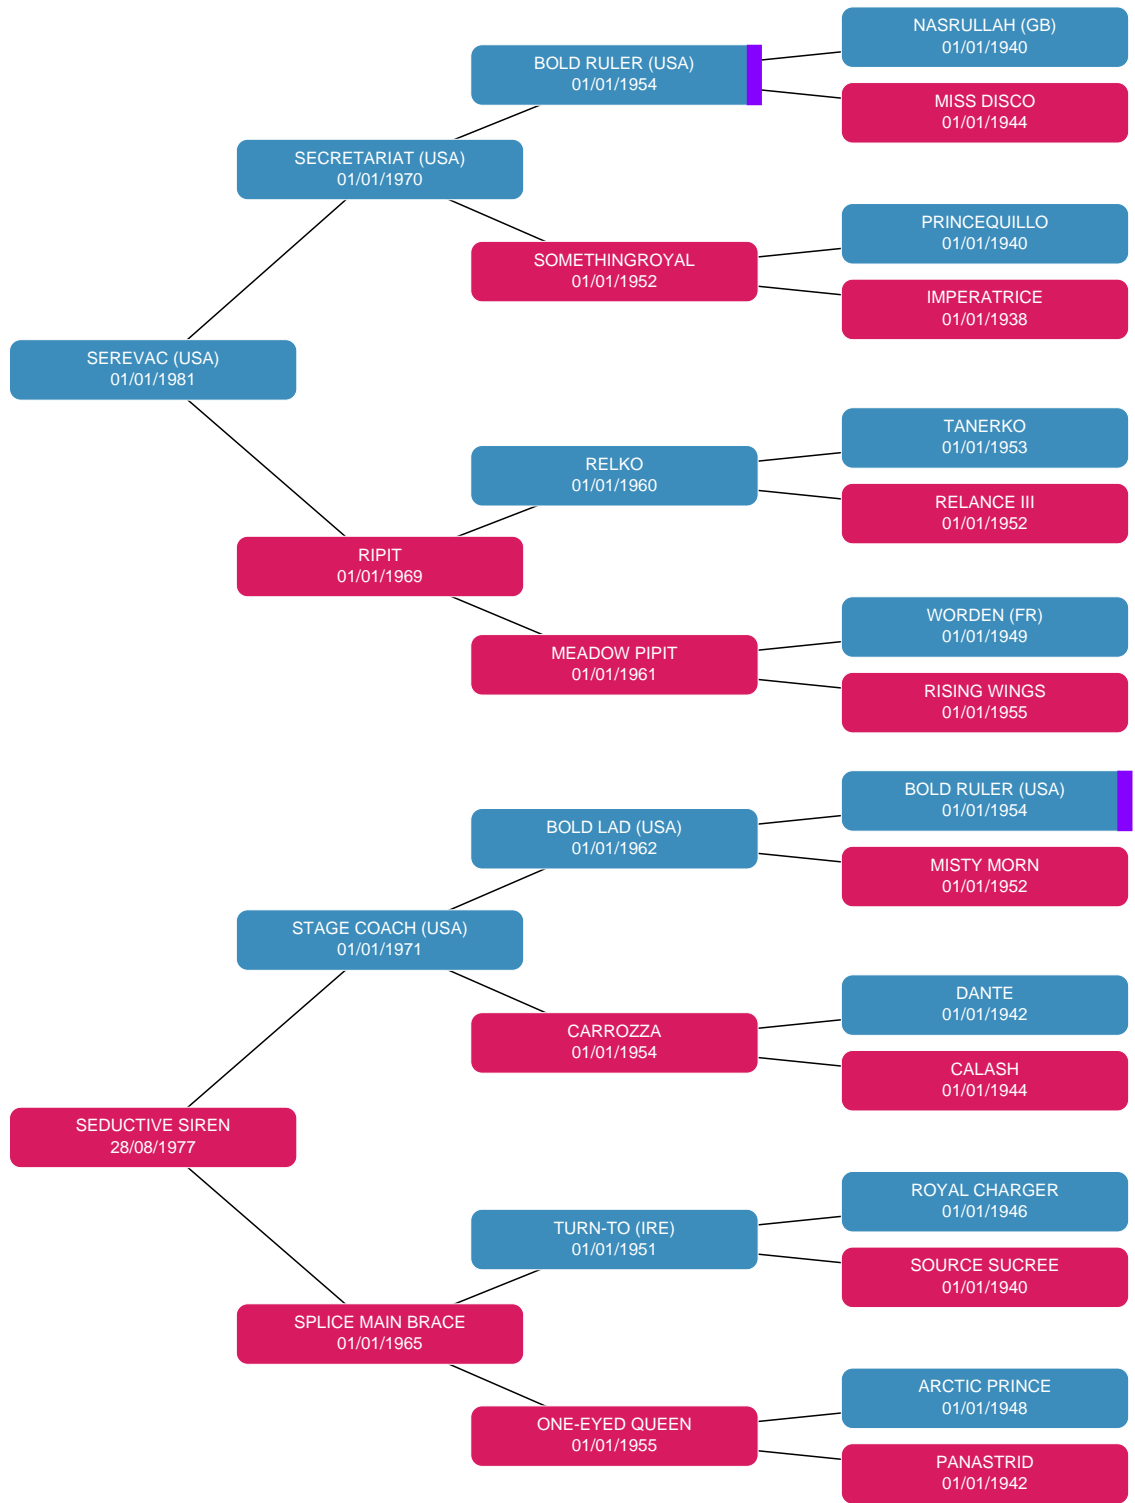 NASRULLAH (GB)
01/01/1940
BOLD RULER (USA)
01/01/1954
MISS DISCO
01/01/1944
SECRETARIAT (USA)
01/01/1970
PRINCEQUILLO
01/01/1940
SOMETHINGROYAL
01/01/1952
IMPERATRICE
01/01/1938
SEREVAC (USA)
01/01/1981
TANERKO
01/01/1953
RELKO
01/01/1960
RELANCE III
01/01/1952
RIPIT
01/01/1969
WORDEN (FR)
01/01/1949
MEADOW PIPIT
01/01/1961
RISING WINGS
01/01/1955
BOLD RULER (USA)
01/01/1954
BOLD LAD (USA)
01/01/1962
MISTY MORN
01/01/1952
STAGE COACH (USA)
01/01/1971
DANTE
01/01/1942
CARROZZA
01/01/1954
CALASH
01/01/1944
SEDUCTIVE SIREN
28/08/1977
ROYAL CHARGER
01/01/1946
TURN-TO (IRE)
01/01/1951
SOURCE SUCREE
01/01/1940
SPLICE MAIN BRACE
01/01/1965
ARCTIC PRINCE
01/01/1948
ONE-EYED QUEEN
01/01/1955
PANASTRID
01/01/1942